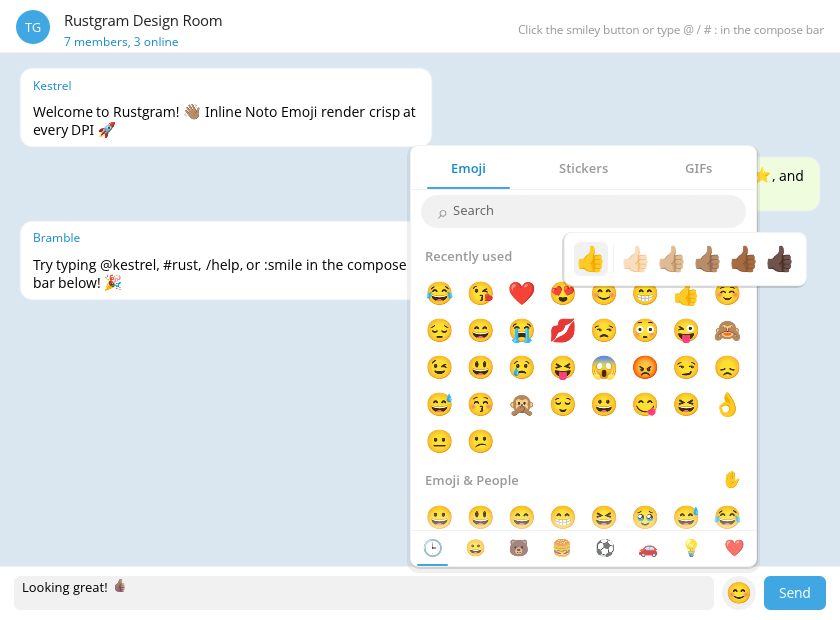 TG
Rustgram Design Room
7 members, 3 online
Click the smiley button or type @ / # : in the compose bar
Kestrel
Welcome to Rustgram! 👋🏽 Inline Noto Emoji render crisp at
every DPI 🚀
⭐, and
Bramble
Try typing @kestrel, #rust, /help, or :smile in the compose
bar below! 🎉
Emoji
Stickers
GIFs
Search
Recently used
Emoji & People
Looking great! 👍🏽
Send